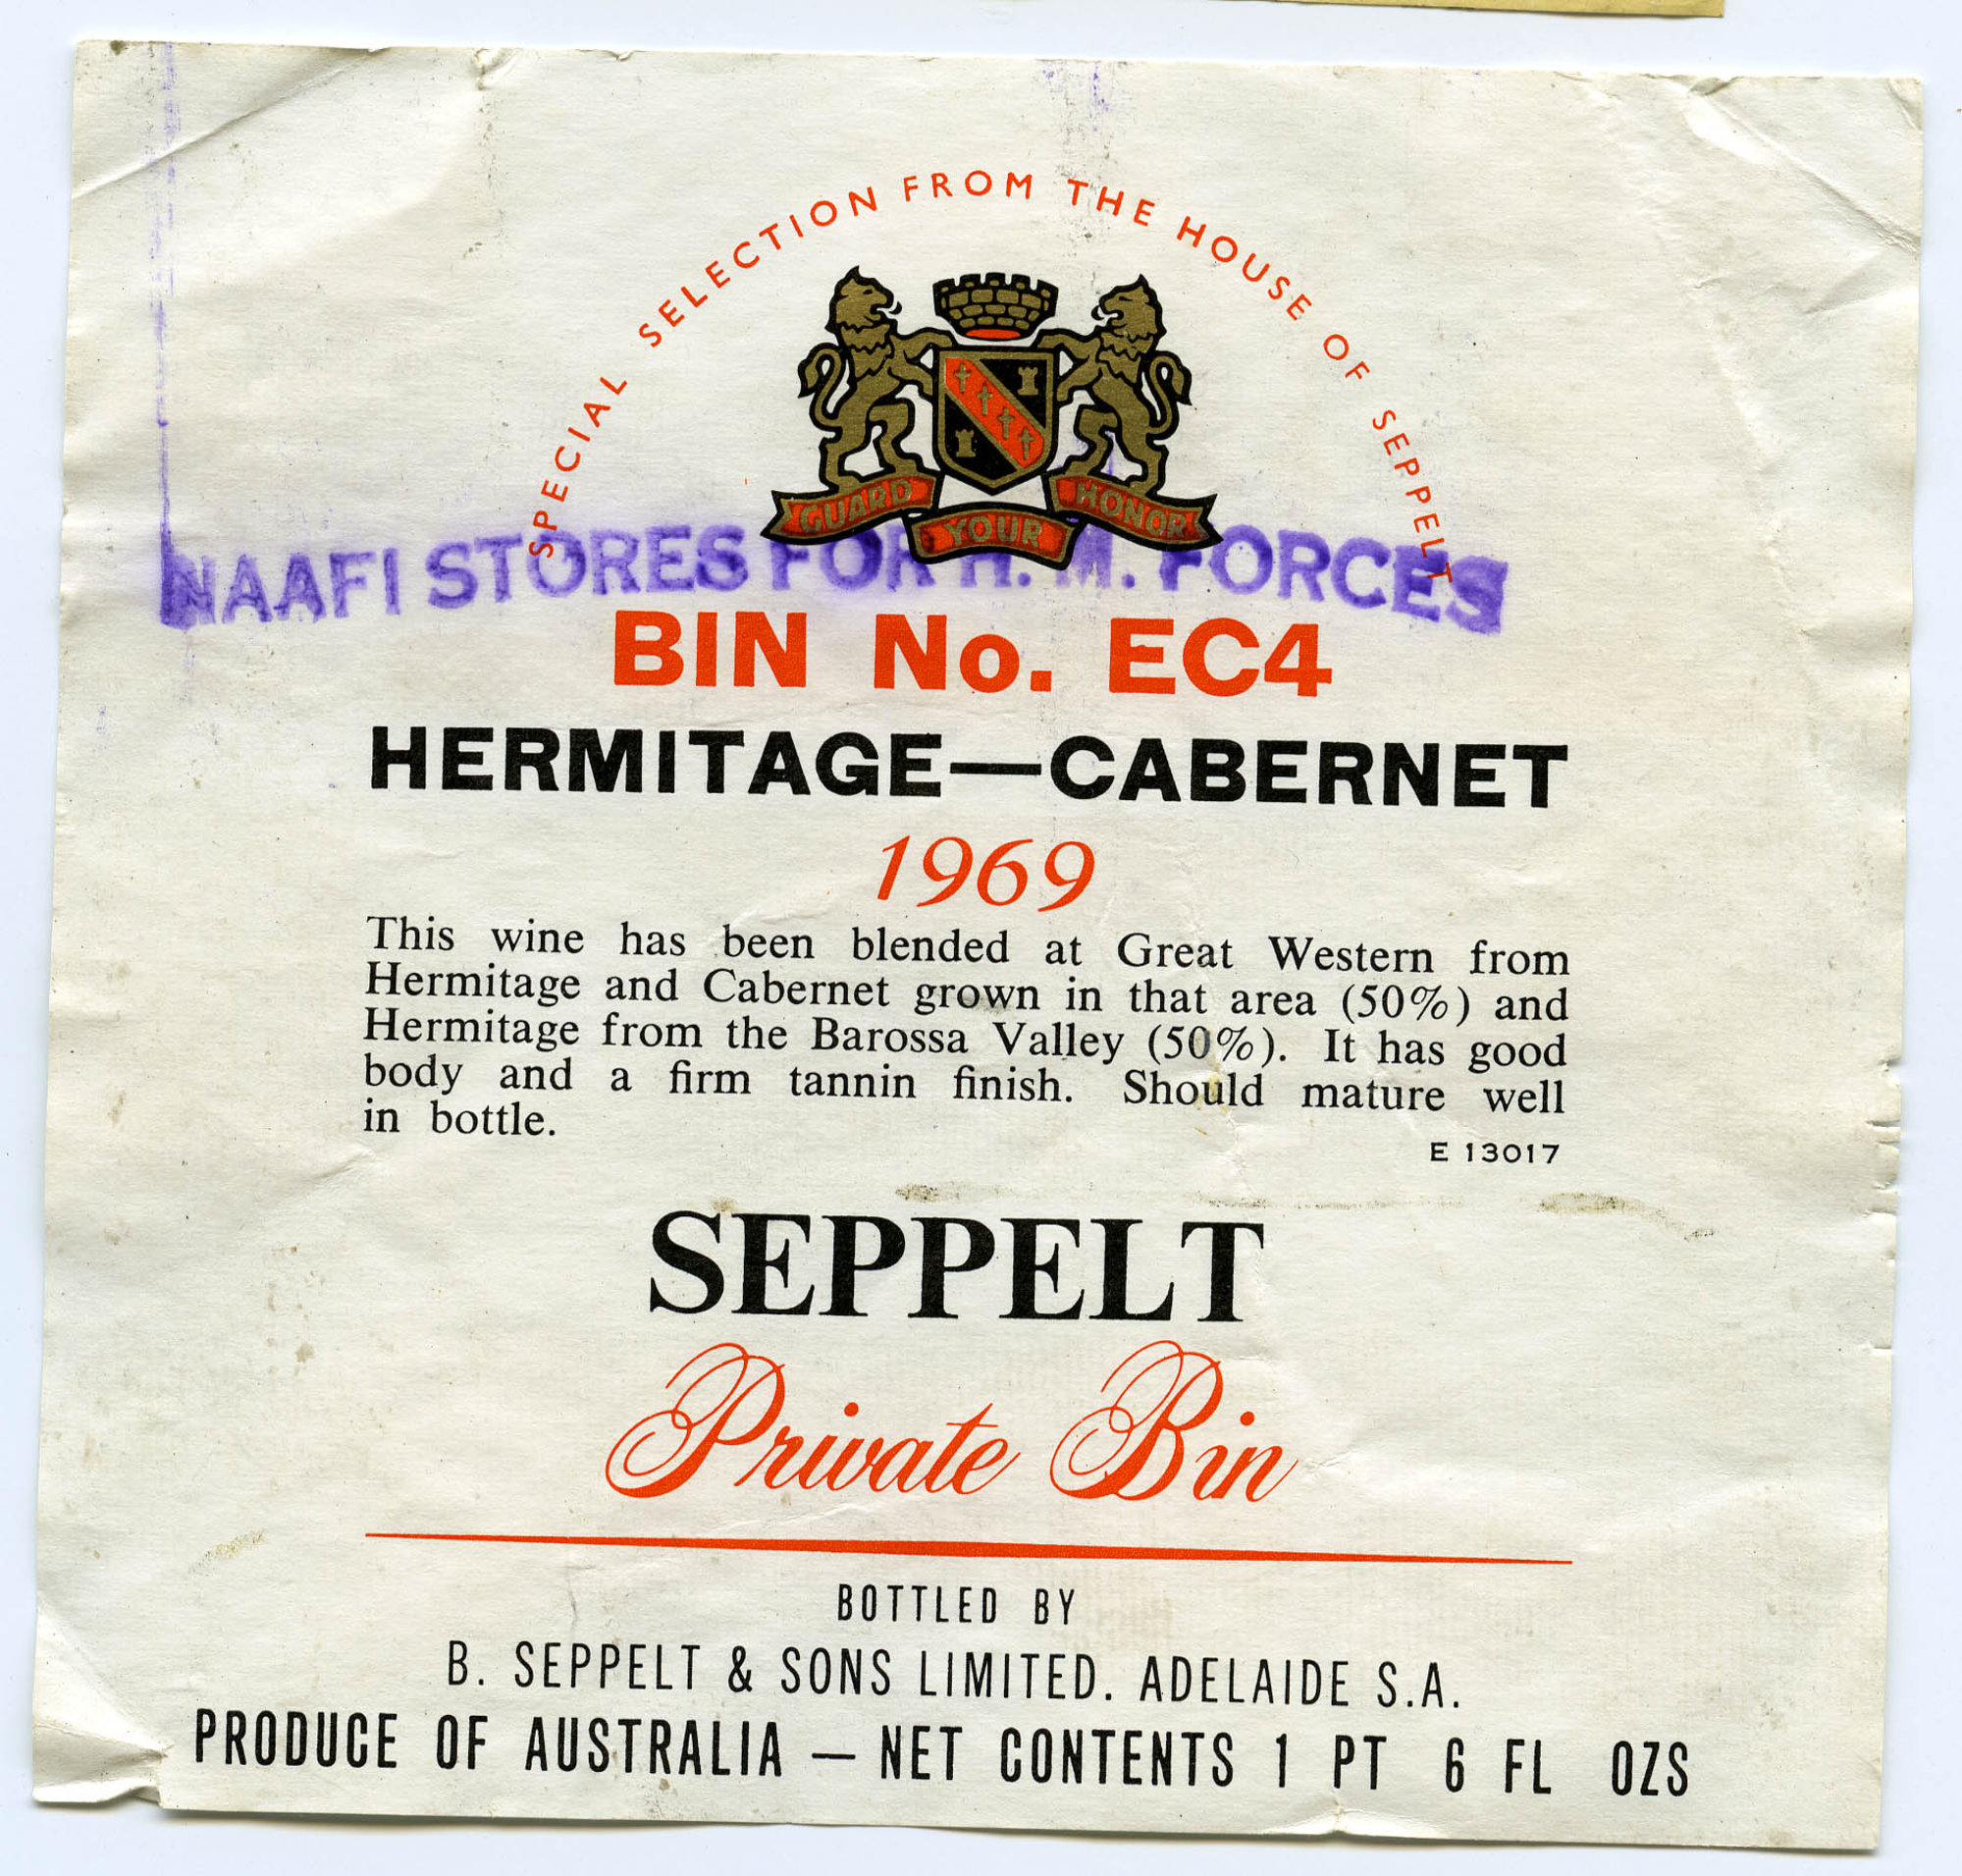 SPECIAL SELECTION FROM THE HOUSE OF SEPPELT
GUARD YOUR HONOR
NAAFI STORES FOR H. M. FORCES
BIN No. EC4
HERMITAGE—CABERNET
1969
This wine has been blended at Great Western from
Hermitage and Cabernet grown in that area (50%) and
Hermitage from the Barossa Valley (50%). It has good
body and a firm tannin finish. Should mature well
in bottle.
E 13017
SEPPELT
Private Bin
BOTTLED BY
B. SEPPELT & SONS LIMITED. ADELAIDE S.A.
PRODUCE OF AUSTRALIA — NET CONTENTS 1 PT 6 FL OZS